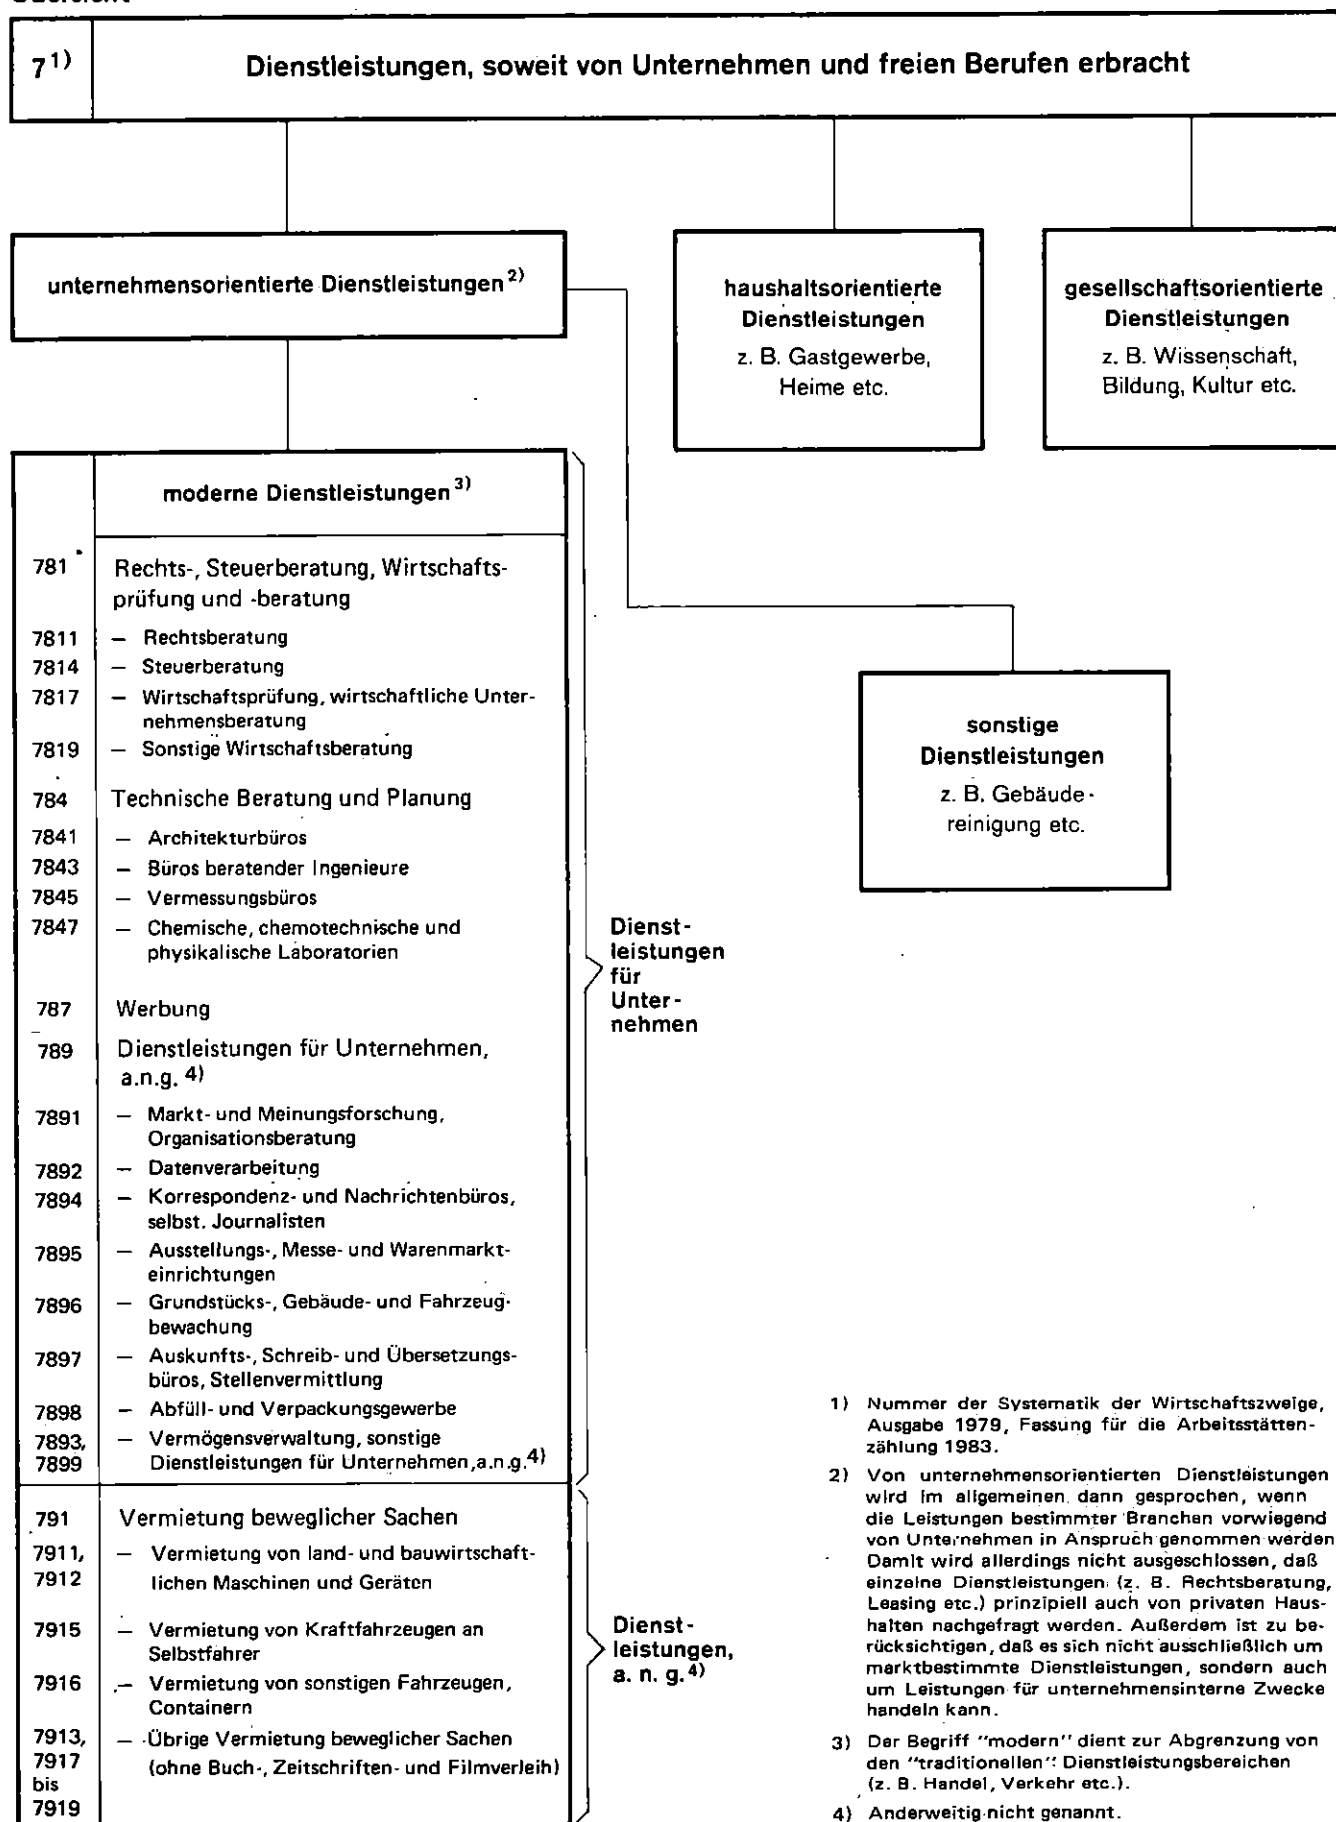 7 1)
Dienstleistungen, soweit von Unternehmen und freien Berufen erbracht
unternehmensorientierte Dienstleistungen 2)
haushaltsorientierte
Dienstleistungen
z. B. Gastgewerbe,
Heime etc.
gesellschaftsorientierte
Dienstleistungen
z. B. Wissenschaft,
Bildung, Kultur etc.
moderne Dienstleistungen 3)
781 Rechts-, Steuerberatung, Wirtschafts-
prüfung und -beratung
7811 – Rechtsberatung
7814 – Steuerberatung
7817 – Wirtschaftsprüfung, wirtschaftliche Unter-
nehmensberatung
7819 – Sonstige Wirtschaftsberatung
784 Technische Beratung und Planung
7841 – Architekturbüros
7843 – Büros beratender Ingenieure
7845 – Vermessungsbüros
7847 – Chemische, chemotechnische und
physikalische Laboratorien
787 Werbung
789 Dienstleistungen für Unternehmen,
a.n.g. 4)
7891 – Markt- und Meinungsforschung,
Organisationsberatung
7892 – Datenverarbeitung
7894 – Korrespondenz- und Nachrichtenbüros,
selbst. Journalisten
7895 – Ausstellungs-, Messe- und Warenmarkt-
einrichtungen
7896 – Grundstücks-, Gebäude- und Fahrzeug-
bewachung
7897 – Auskunfts-, Schreib- und Übersetzungs-
büros, Stellenvermittlung
7898 – Abfüll- und Verpackungsgewerbe
7893, – Vermögensverwaltung, sonstige
7899 Dienstleistungen für Unternehmen,a.n.g.4)
Dienst-
leistungen
für
Unter-
nehmen
sonstige
Dienstleistungen
z. B. Gebäude-
reinigung etc.
791 Vermietung beweglicher Sachen
7911, – Vermietung von land- und bauwirtschaft-
7912 lichen Maschinen und Geräten
7915 – Vermietung von Kraftfahrzeugen an
Selbstfahrer
7916 – Vermietung von sonstigen Fahrzeugen,
Containern
7913, – Übrige Vermietung beweglicher Sachen
7917 (ohne Buch-, Zeitschriften- und Filmverleih)
bis
7919
Dienst-
leistungen,
a. n. g.4)
1) Nummer der Systematik der Wirtschaftszweige,
Ausgabe 1979, Fassung für die Arbeitsstätten-
zählung 1983.
2) Von unternehmensorientierten Dienstleistungen
wird im allgemeinen dann gesprochen, wenn
die Leistungen bestimmter Branchen vorwiegend
von Unternehmen in Anspruch genommen werden
Damit wird allerdings nicht ausgeschlossen, daß
einzelne Dienstleistungen (z. B. Rechtsberatung,
Leasing etc.) prinzipiell auch von privaten Haus-
halten nachgefragt werden. Außerdem ist zu be-
rücksichtigen, daß es sich nicht ausschließlich um
marktbestimmte Dienstleistungen, sondern auch
um Leistungen für unternehmensinterne Zwecke
handeln kann.
3) Der Begriff "modern" dient zur Abgrenzung von
den "traditionellen" Dienstleistungsbereichen
(z. B. Handel, Verkehr etc.).
4) Anderweitig nicht genannt.